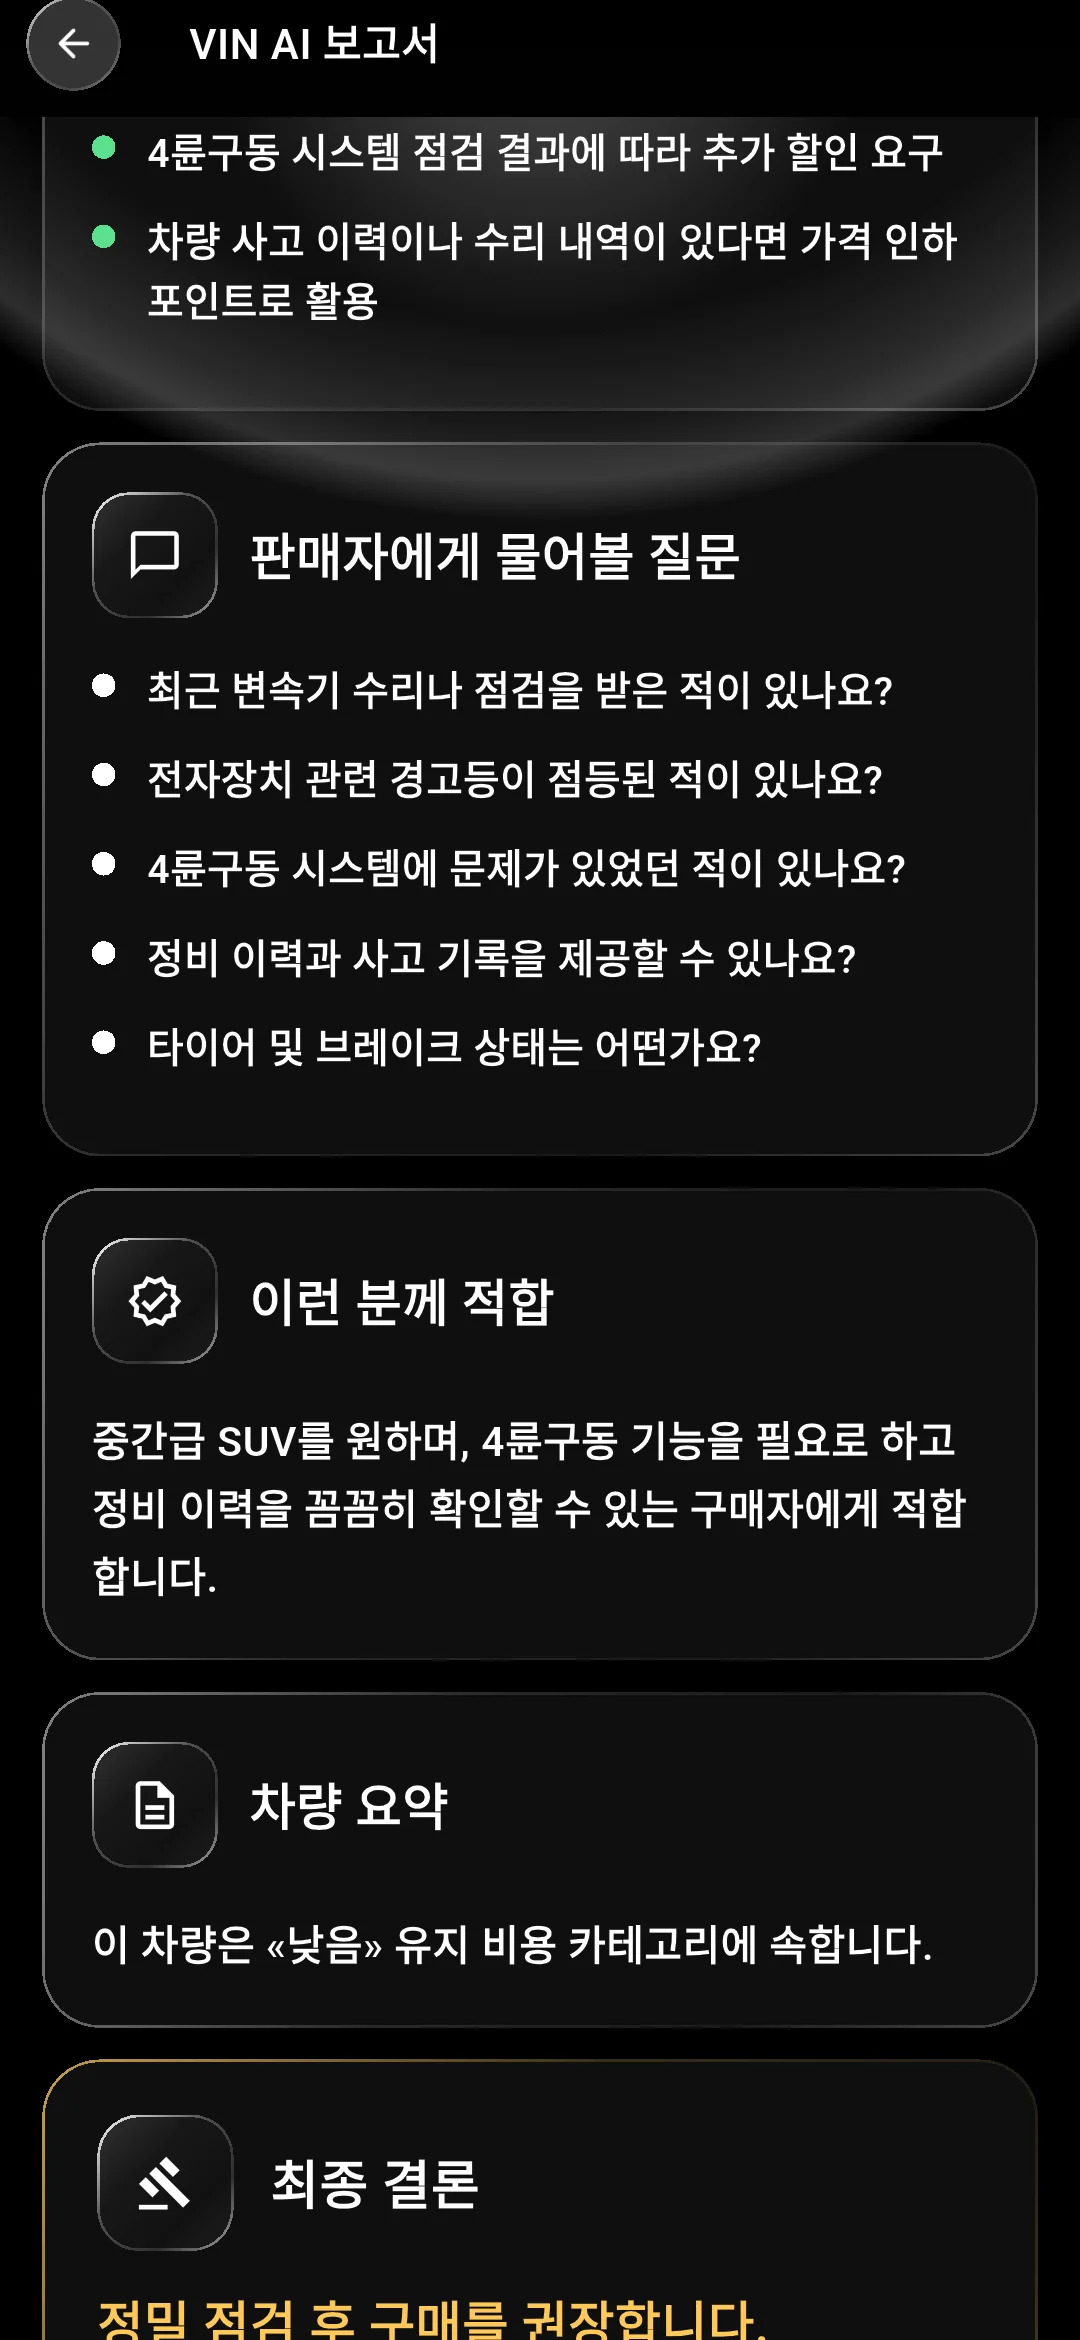 VIN AI 보고서
4륜구동 시스템 점검 결과에 따라 추가 할인 요구
차량 사고 이력이나 수리 내역이 있다면 가격 인하
포인트로 활용
판매자에게 물어볼 질문
최근 변속기 수리나 점검을 받은 적이 있나요?
전자장치 관련 경고등이 점등된 적이 있나요?
4륜구동 시스템에 문제가 있었던 적이 있나요?
정비 이력과 사고 기록을 제공할 수 있나요?
타이어 및 브레이크 상태는 어떤가요?
이런 분께 적합
중간급 SUV를 원하며, 4륜구동 기능을 필요로 하고
정비 이력을 꼼꼼히 확인할 수 있는 구매자에게 적합
합니다.
차량 요약
이 차량은 «낮음» 유지 비용 카테고리에 속합니다.
최종 결론
정밀 점검 후 구매를 권장합니다.